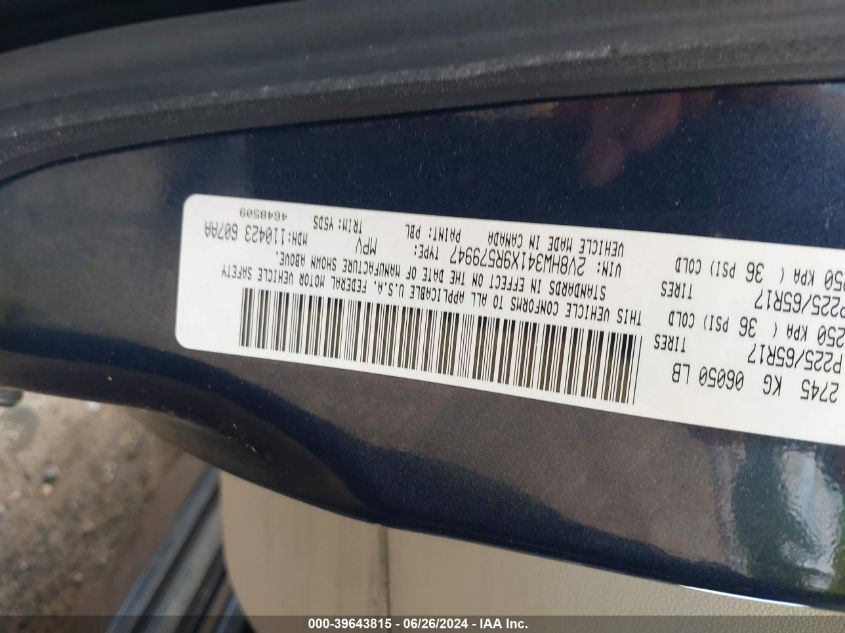 2745 KG 06050 LB
P225/65R17 TIRES
250 KPA ( 36 PSI) COLD
P225/65R17 TIRES
250 KPA ( 36 PSI) COLD
THIS VEHICLE CONFORMS TO ALL APPLICABLE U.S.A. FEDERAL MOTOR VEHICLE SAFETY
STANDARDS IN EFFECT ON THE DATE OF MANUFACTURE SHOWN ABOVE.
VIN: 2V8HW341X9R579947 TYPE: MPV MDH:110423 607AA
VEHICLE MADE IN CANADA PAINT: PBL TRIM: YSDS 4648509
000-39643815 - 06/26/2024 - IAA Inc.